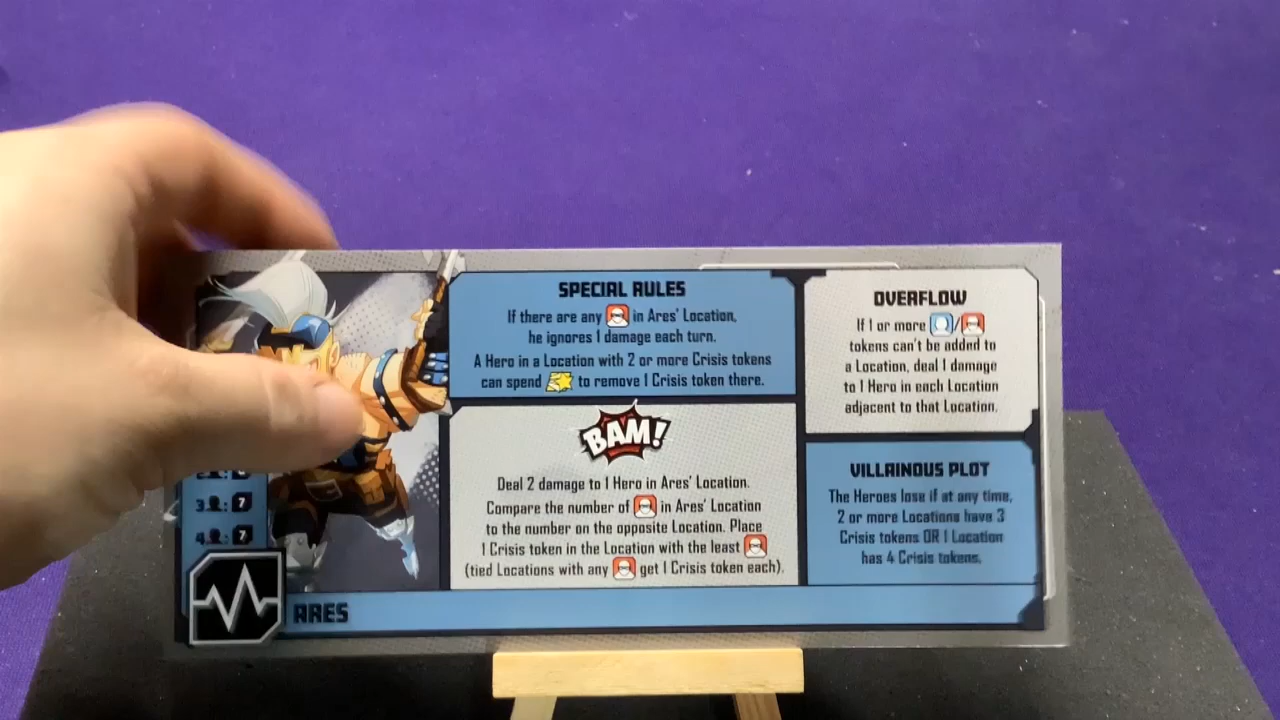 SPECIAL RULES
If there are any in Ares' Location,
he ignores 1 damage each turn.
A Hero in a Location with 2 or more Crisis tokens
can spend to remove 1 Crisis token there.
BAM!
Deal 2 damage to 1 Hero in Ares' Location.
Compare the number of in Ares' Location
to the number on the opposite Location. Place
1 Crisis token in the Location with the least
(tied Locations with any get 1 Crisis token each).
OVERFLOW
If 1 or more /
tokens can't be added to
a Location, deal 1 damage
to 1 Hero in each Location
adjacent to that Location.
VILLAINOUS PLOT
The Heroes lose if at any time,
2 or more Locations have 3
Crisis tokens OR 1 Location
has 4 Crisis tokens.
3 : 7
4 : 7
ARES